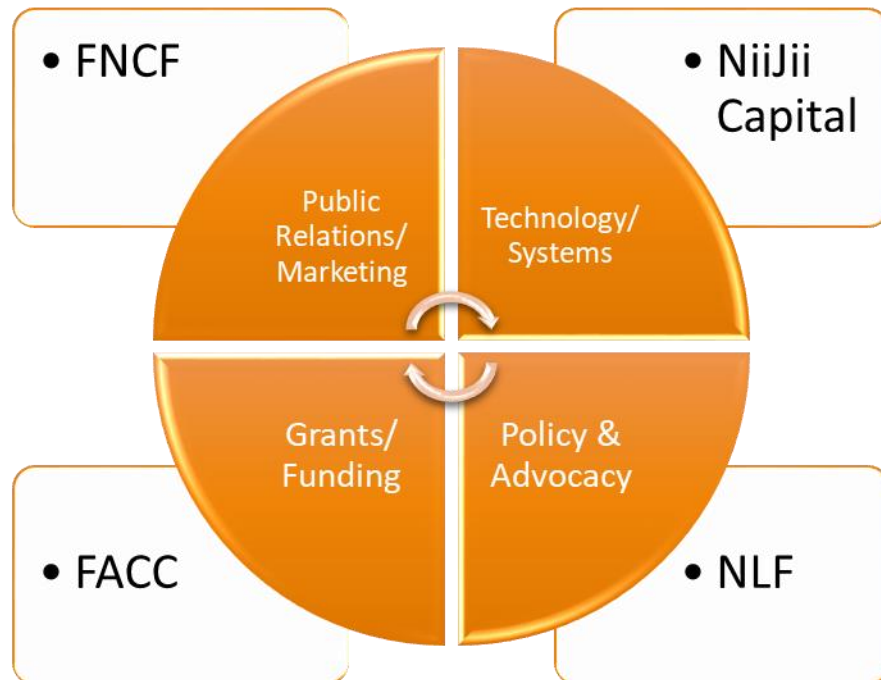 • FNCF
• NiiJii
Capital
Public
Relations/
Marketing
Technology/
Systems
Grants/
Funding
Policy &
Advocacy
• FACC
• NLF